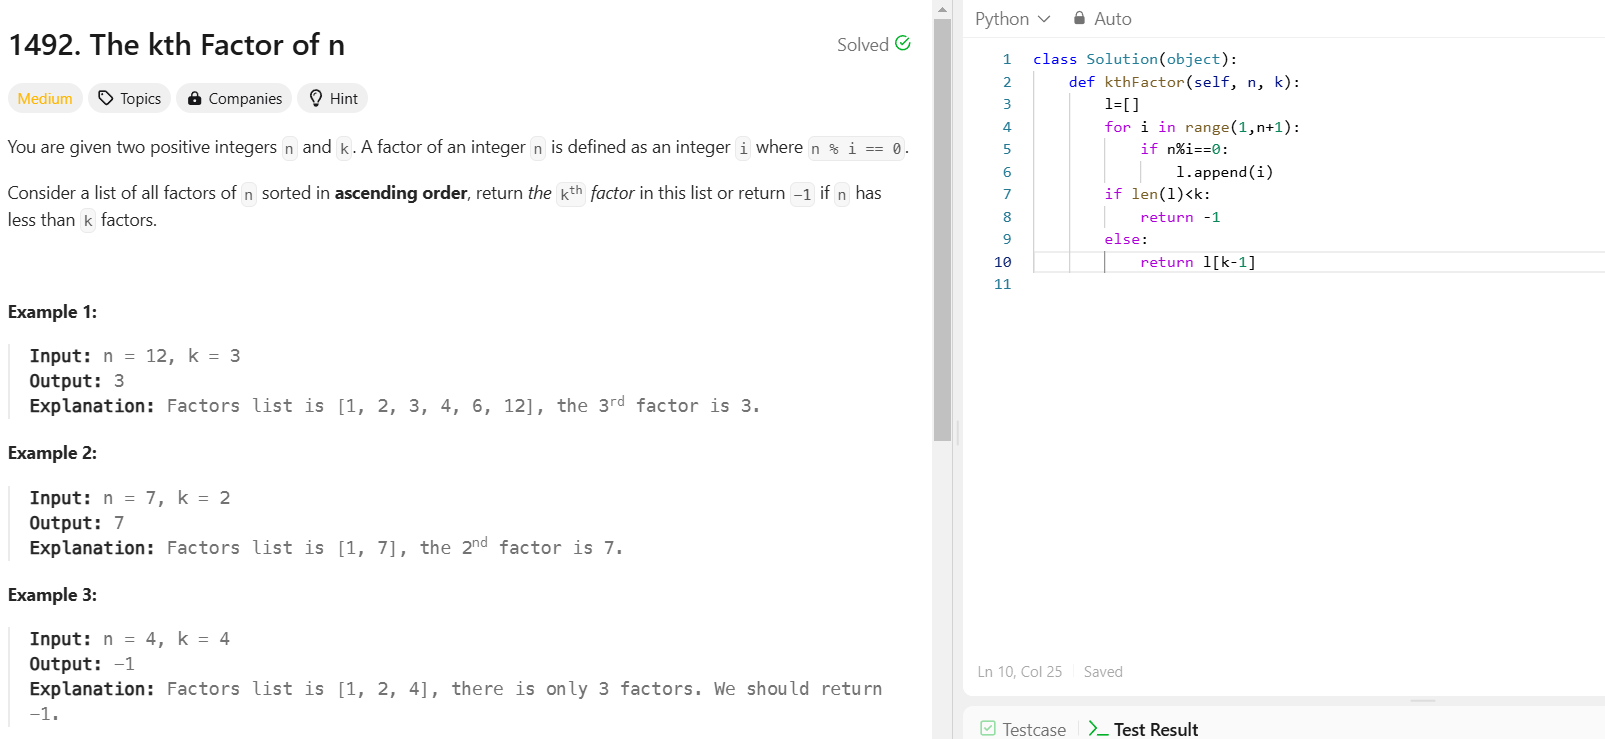 1492. The kth Factor of n
Solved
Medium Topics Companies Hint
You are given two positive integers n and k. A factor of an integer n is defined as an integer i where n % i == 0.
Consider a list of all factors of n sorted in ascending order, return the kth factor in this list or return -1 if n has
less than k factors.
Example 1:
Input: n = 12, k = 3
Output: 3
Explanation: Factors list is [1, 2, 3, 4, 6, 12], the 3rd factor is 3.
Example 2:
Input: n = 7, k = 2
Output: 7
Explanation: Factors list is [1, 7], the 2nd factor is 7.
Example 3:
Input: n = 4, k = 4
Output: -1
Explanation: Factors list is [1, 2, 4], there is only 3 factors. We should return
-1.
Python Auto
1 class Solution(object):
2 def kthFactor(self, n, k):
3 l=[]
4 for i in range(1,n+1):
5 if n%i==0:
6 l.append(i)
7 if len(l)<k:
8 return -1
9 else:
10 return l[k-1]
11
Ln 10, Col 25 Saved
Testcase >_ Test Result